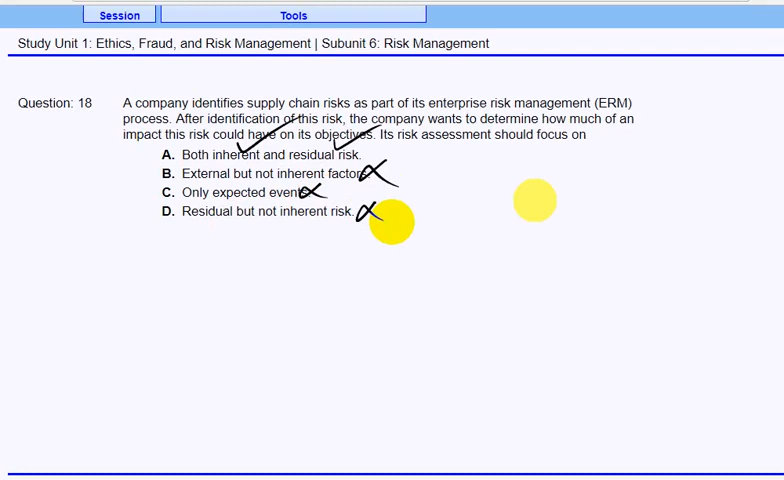 Session Tools
Study Unit 1: Ethics, Fraud, and Risk Management | Subunit 6: Risk Management
Question: 18 A company identifies supply chain risks as part of its enterprise risk management (ERM)
process. After identification of this risk, the company wants to determine how much of an
impact this risk could have on its objectives. Its risk assessment should focus on
A. Both inherent and residual risk.
B. External but not inherent factors.
C. Only expected events.
D. Residual but not inherent risk.